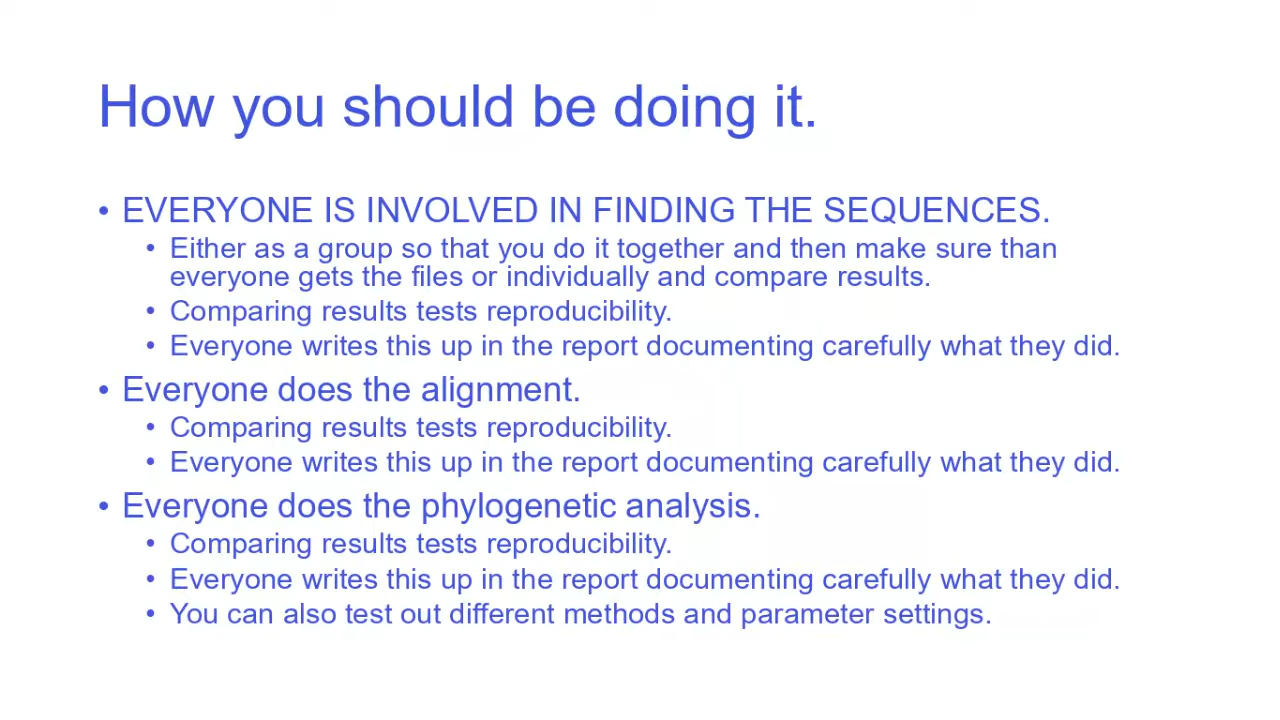 How you should be doing it.
• EVERYONE IS INVOLVED IN FINDING THE SEQUENCES.
• Either as a group so that you do it together and then make sure than
everyone gets the files or individually and compare results.
• Comparing results tests reproducibility.
• Everyone writes this up in the report documenting carefully what they did.
• Everyone does the alignment.
• Comparing results tests reproducibility.
• Everyone writes this up in the report documenting carefully what they did.
• Everyone does the phylogenetic analysis.
• Comparing results tests reproducibility.
• Everyone writes this up in the report documenting carefully what they did.
• You can also test out different methods and parameter settings.